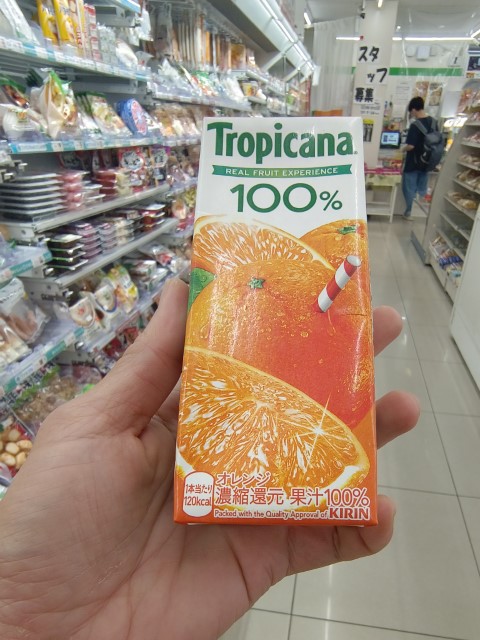 スタッフ
募集
Tropicana
REAL FRUIT EXPERIENCE
100%
1本当たり
120kcal
オレンジ
濃縮還元 果汁100%
Packed with the Quality Approval of KIRIN